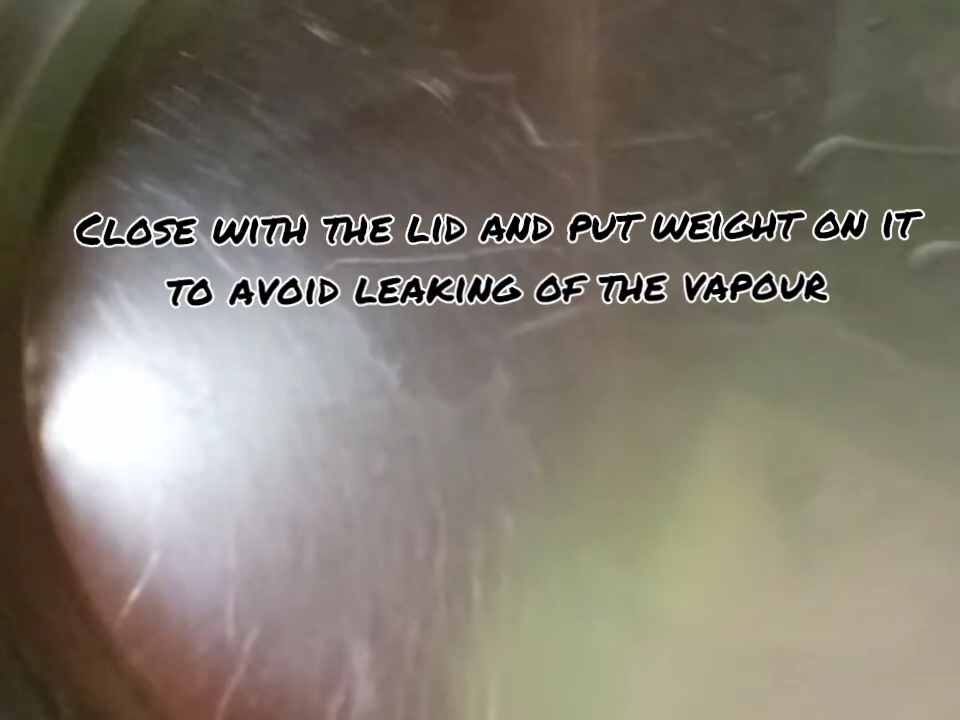 Close with the lid and put weight on it
to avoid leaking of the vapour